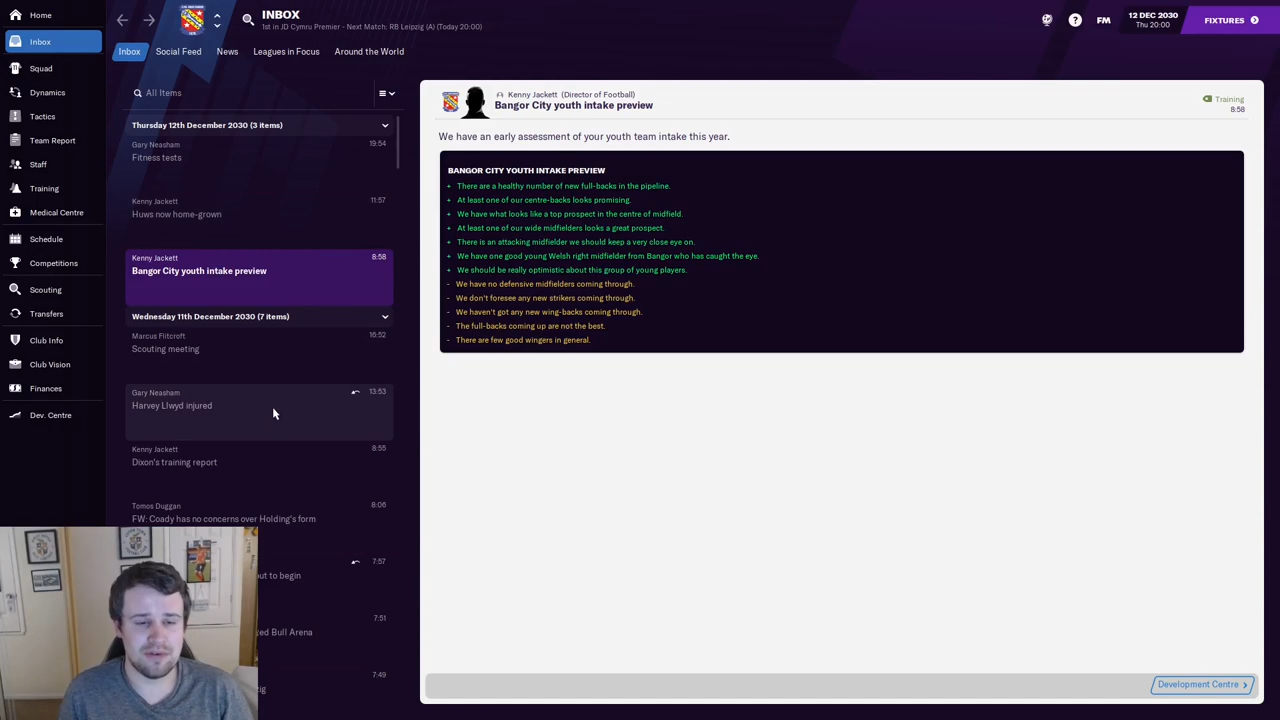 Home
Inbox
Squad
Dynamics
Tactics
Team Report
Staff
Training
Medical Centre
Schedule
Competitions
Scouting
Transfers
Club Info
Club Vision
Finances
Dev. Centre
INBOX
1st in JD Cymru Premier - Next Match: RB Leipzig (A) (Today 20:00)
FM
12 DEC 2030
Thu 20:00
FIXTURES
Inbox
Social Feed
News
Leagues in Focus
Around the World
All Items
Thursday 12th December 2030 (3 items)
Gary Neasham 19:54
Fitness tests
Kenny Jackett 11:57
Huws now home-grown
Kenny Jackett 8:58
Bangor City youth intake preview
Wednesday 11th December 2030 (7 items)
Marcus Flitcroft 16:52
Scouting meeting
Gary Neasham 13:53
Harvey Llwyd injured
Kenny Jackett 8:55
Dixon's training report
Tomos Duggan 8:06
FW: Coady has no concerns over Holding's form
7:57
out to begin
7:51
ed Bull Arena
7:49
Kenny Jackett (Director of Football)
Bangor City youth intake preview
Training
8:58
We have an early assessment of your youth team intake this year.
BANGOR CITY YOUTH INTAKE PREVIEW
+ There are a healthy number of new full-backs in the pipeline.
+ At least one of our centre-backs looks promising.
+ We have what looks like a top prospect in the centre of midfield.
+ At least one of our wide midfielders looks a great prospect.
+ There is an attacking midfielder we should keep a very close eye on.
+ We have one good young Welsh right midfielder from Bangor who has caught the eye.
+ We should be really optimistic about this group of young players.
- We have no defensive midfielders coming through.
- We don't foresee any new strikers coming through.
- We haven't got any new wing-backs coming through.
- The full-backs coming up are not the best.
- There are few good wingers in general.
Development Centre